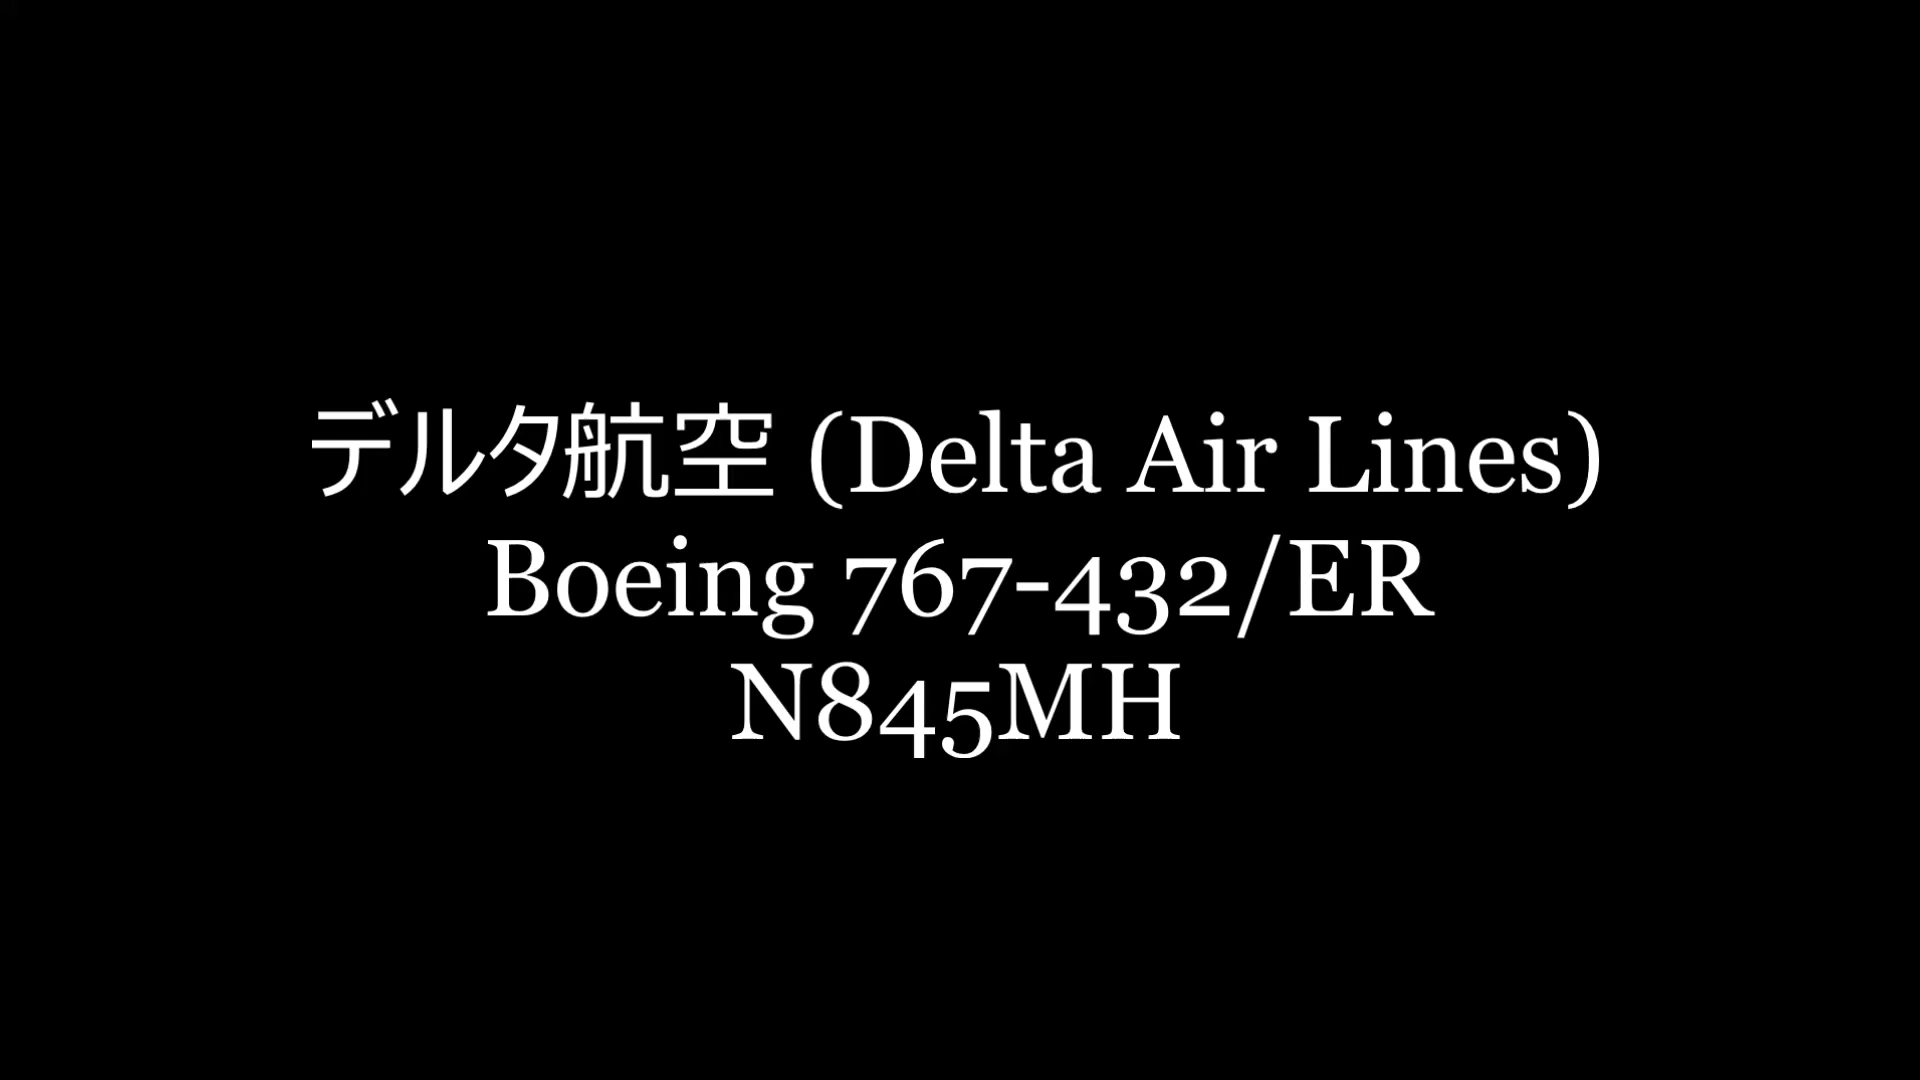 デルタ航空 (Delta Air Lines)
Boeing 767-432/ER
N845MH